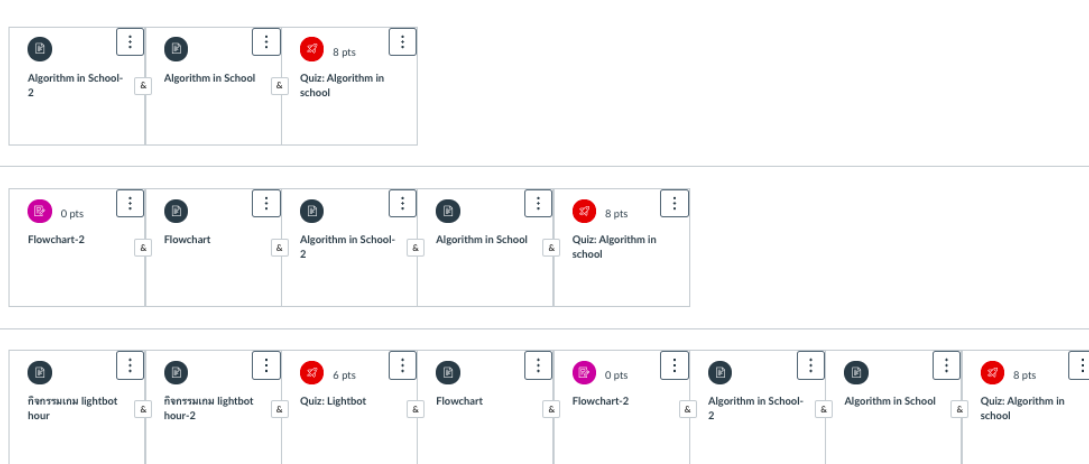 8 pts
Algorithm in School-
2
&
Algorithm in School
&
Quiz: Algorithm in
school
0 pts
8 pts
Flowchart-2
&
Flowchart
&
Algorithm in School-
2
&
Algorithm in School
&
Quiz: Algorithm in
school
6 pts
0 pts
8 pts
กิจกรรมเกม lightbot
hour
&
กิจกรรมเกม lightbot
hour-2
&
Quiz: Lightbot
&
Flowchart
&
Flowchart-2
&
Algorithm in School-
2
&
Algorithm in School
&
Quiz: Algorithm in
school